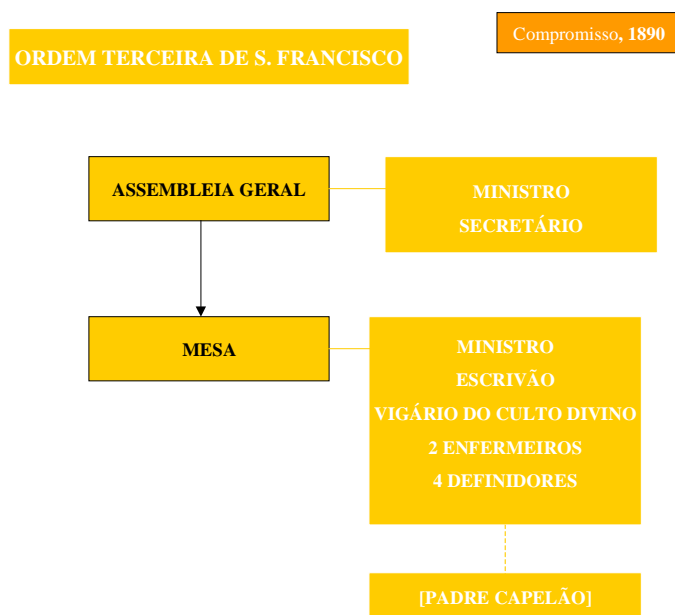 Compromisso, 1890
ORDEM TERCEIRA DE S. FRANCISCO
ASSEMBLEIA GERAL
MINISTRO
SECRETÁRIO
MESA
MINISTRO
ESCRIVÃO
VIGÁRIO DO CULTO DIVINO
2 ENFERMEIROS
4 DEFINIDORES
[PADRE CAPELÃO]